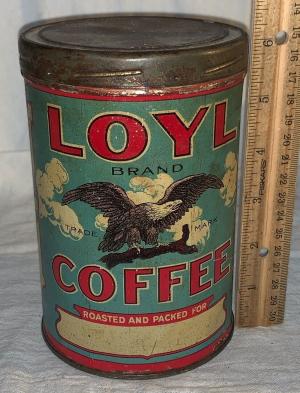 LOYL
BRAND
TRADE MARK
COFFEE
ROASTED AND PACKED FOR